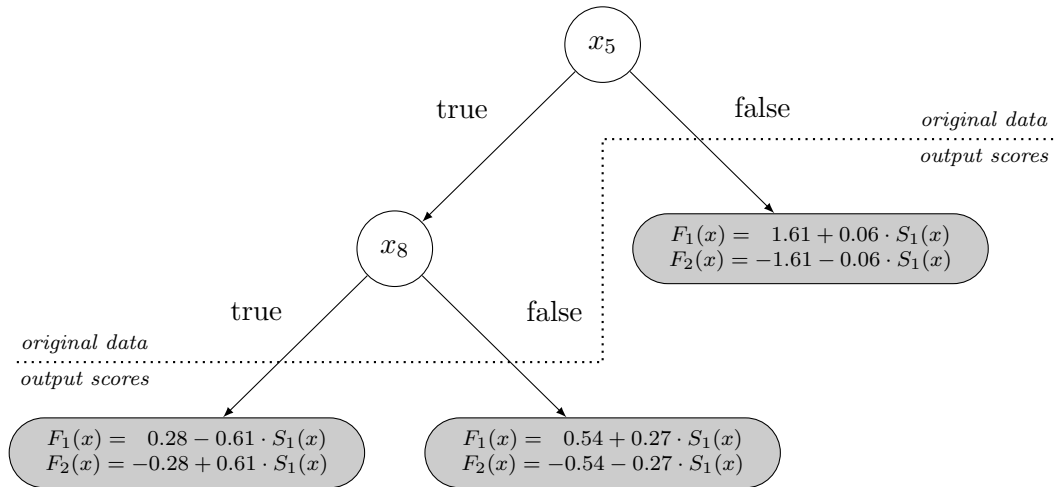 x₅
true
false
original data
output scores
x₈
F₁(x) = 1.61 + 0.06 · S₁(x)
F₂(x) = −1.61 − 0.06 · S₁(x)
true
false
original data
output scores
F₁(x) = 0.28 − 0.61 · S₁(x)
F₂(x) = −0.28 + 0.61 · S₁(x)
F₁(x) = 0.54 + 0.27 · S₁(x)
F₂(x) = −0.54 − 0.27 · S₁(x)